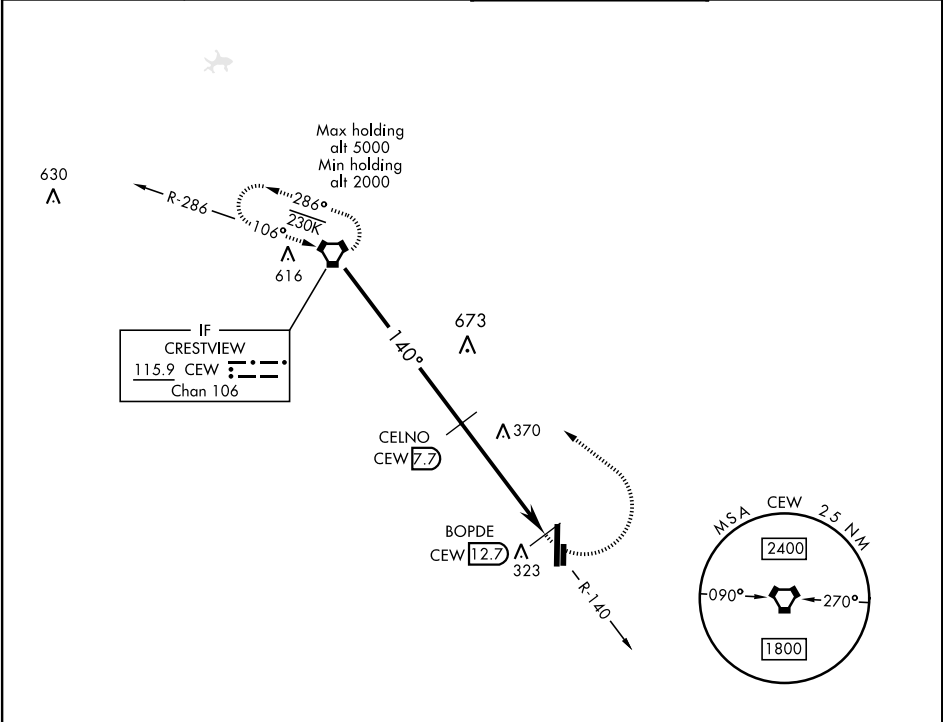 Max holding
alt 5000
Min holding
alt 2000
630
R-286
286°
230K
106°
616
IF
CRESTVIEW
115.9 CEW
Chan 106
673
140°
370
CELNO
CEW 7.7
BOPDE
CEW 12.7
323
R-140
MSA CEW 25 NM
2400
090°
270°
1800